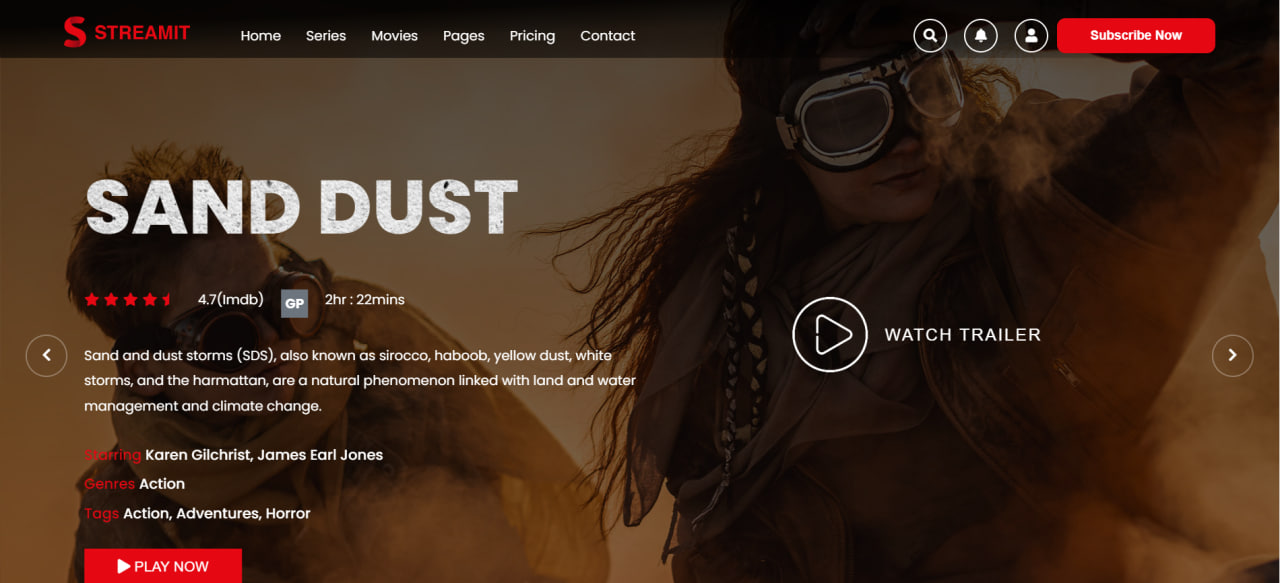 STREAMIT
Home Series Movies Pages Pricing Contact
Subscribe Now
SAND DUST
4.7(Imdb) GP 2hr : 22mins
Sand and dust storms (SDS), also known as sirocco, haboob, yellow dust, white
storms, and the harmattan, are a natural phenomenon linked with land and water
management and climate change.
WATCH TRAILER
Starring Karen Gilchrist, James Earl Jones
Genres Action
Tags Action, Adventures, Horror
PLAY NOW